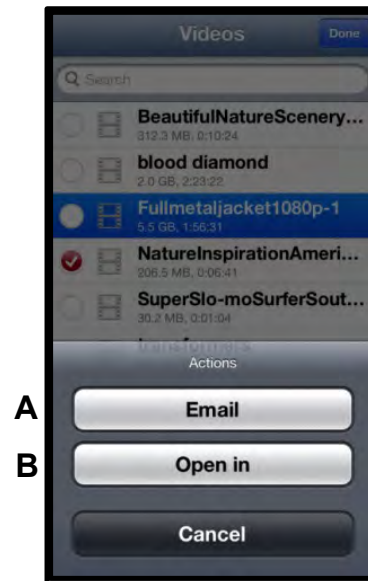 Videos
Done
Search
BeautifulNatureScenery...
312.3 MB, 0:10:24
blood diamond
2.0 GB, 2:23:22
Fullmetaljacket1080p-1
5.5 GB, 1:56:31
NatureInspirationAmeri...
206.5 MB, 0:06:41
SuperSlo-moSurferSout...
30.2 MB, 0:01:04
transformers
Actions
A Email
B Open in
Cancel